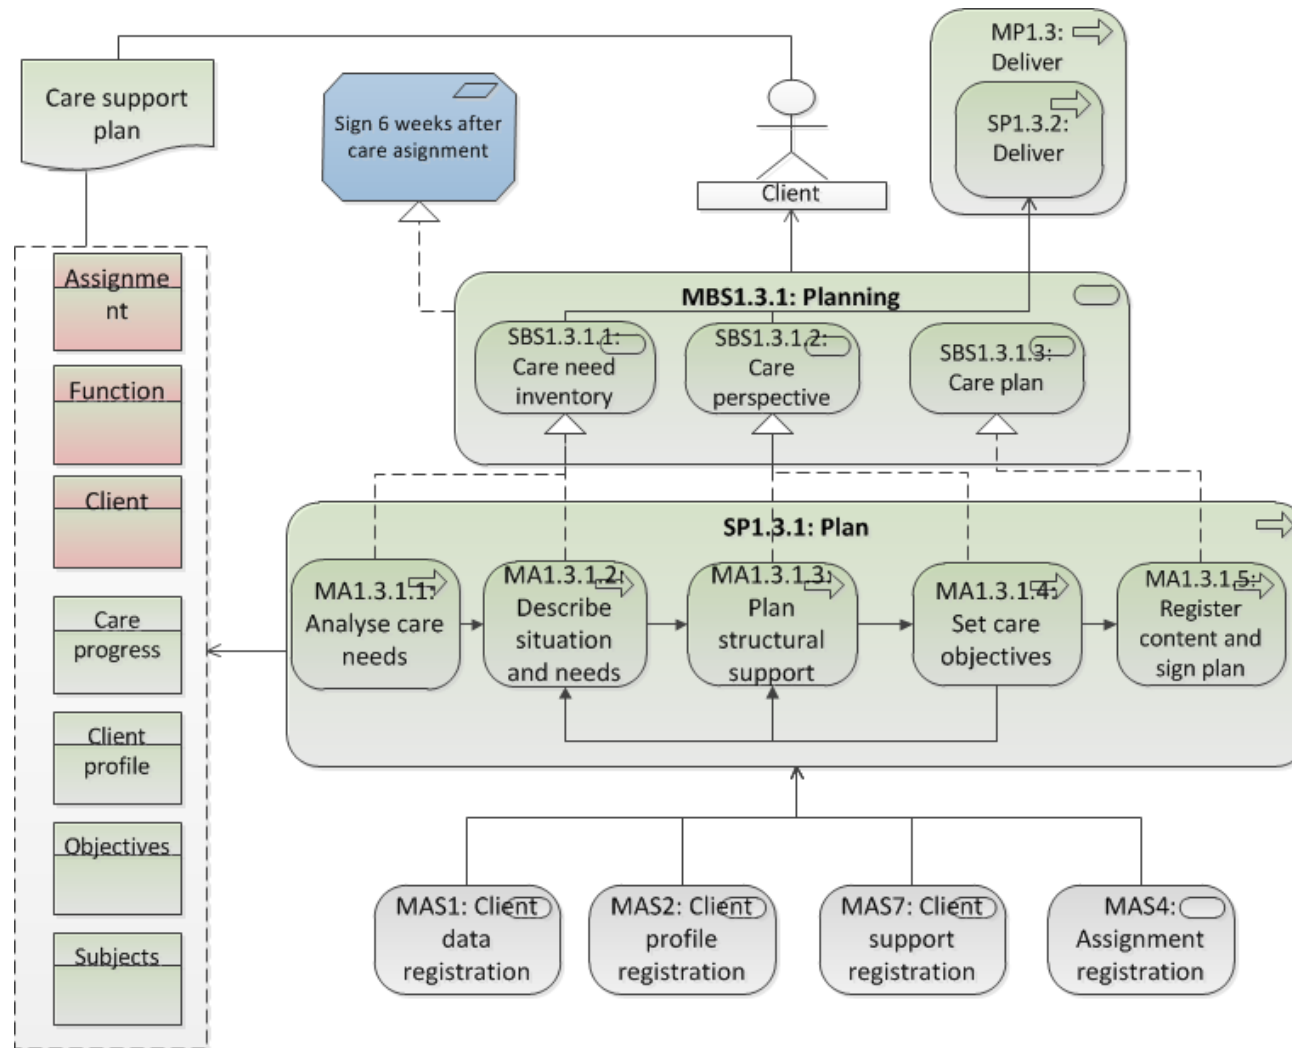 Care support
plan
Sign 6 weeks after
care asignment
Client
MP1.3:
Deliver
SP1.3.2:
Deliver
Assignme
nt
Function
Client
Care
progress
Client
profile
Objectives
Subjects
MBS1.3.1: Planning
SBS1.3.1.1:
Care need
inventory
SBS1.3.1.2:
Care
perspective
SBS1.3.1.3:
Care plan
SP1.3.1: Plan
MA1.3.1.1:
Analyse care
needs
MA1.3.1.2:
Describe
situation
and needs
MA1.3.1.3:
Plan
structural
support
MA1.3.1.4:
Set care
objectives
MA1.3.1.5:
Register
content and
sign plan
MAS1: Client
data
registration
MAS2: Client
profile
registration
MAS7: Client
support
registration
MAS4:
Assignment
registration